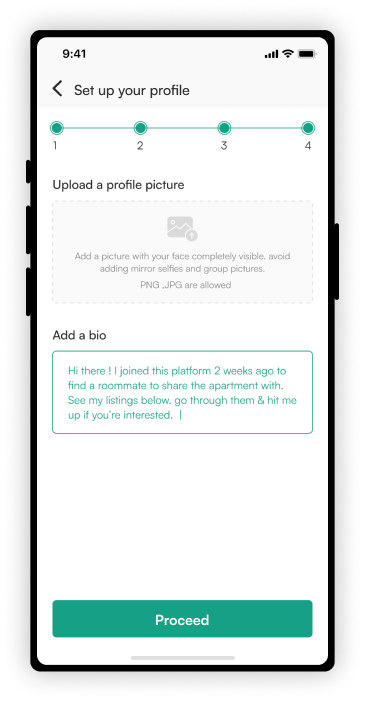 9:41
Set up your profile
1 2 3 4
Upload a profile picture
Add a picture with your face completely visible. avoid
adding mirror selfies and group pictures.
PNG ,JPG are allowed
Add a bio
Hi there ! I joined this platform 2 weeks ago to
find a roommate to share the apartment with.
See my listings below. go through them & hit me
up if you're interested.
Proceed